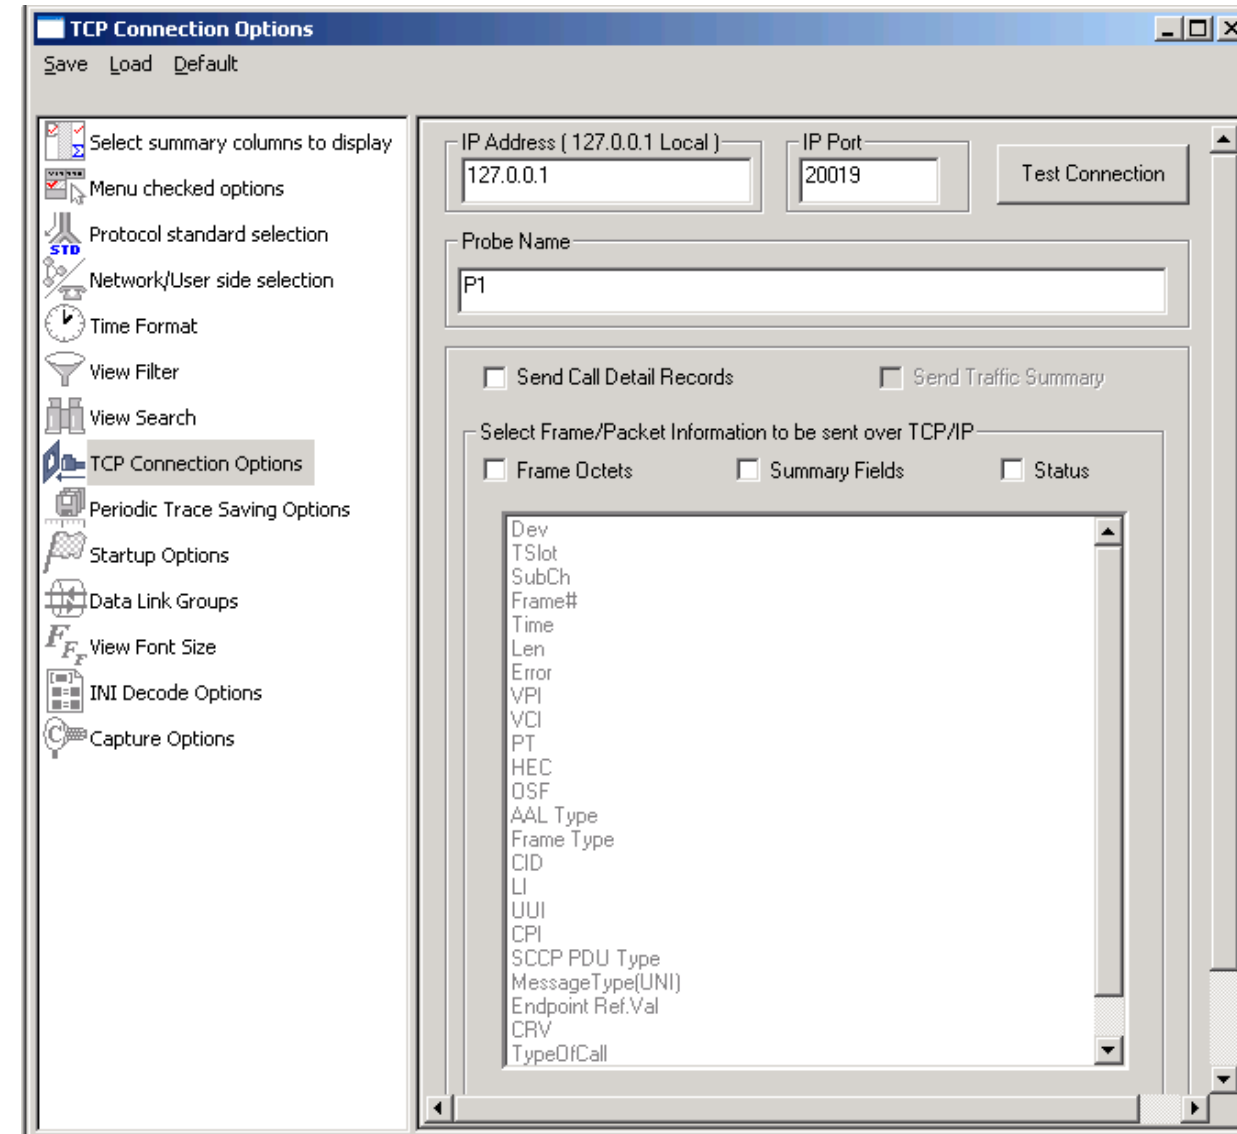 TCP Connection Options
Save Load Default
Select summary columns to display
Menu checked options
STD
Protocol standard selection
Network/User side selection
Time Format
View Filter
View Search
TCP Connection Options
Periodic Trace Saving Options
Startup Options
Data Link Groups
View Font Size
INI Decode Options
Capture Options
IP Address ( 127.0.0.1 Local )
127.0.0.1
IP Port
20019
Test Connection
Probe Name
P1
Send Call Detail Records
Send Traffic Summary
Select Frame/Packet Information to be sent over TCP/IP
Frame Octets
Summary Fields
Status
Dev
TSlot
SubCh
Frame#
Time
Len
Error
VPI
VCI
PT
HEC
OSF
AAL Type
Frame Type
CID
LI
UUI
CPI
SCCP PDU Type
MessageType(UNI)
Endpoint Ref.Val
CRV
TypeOfCall